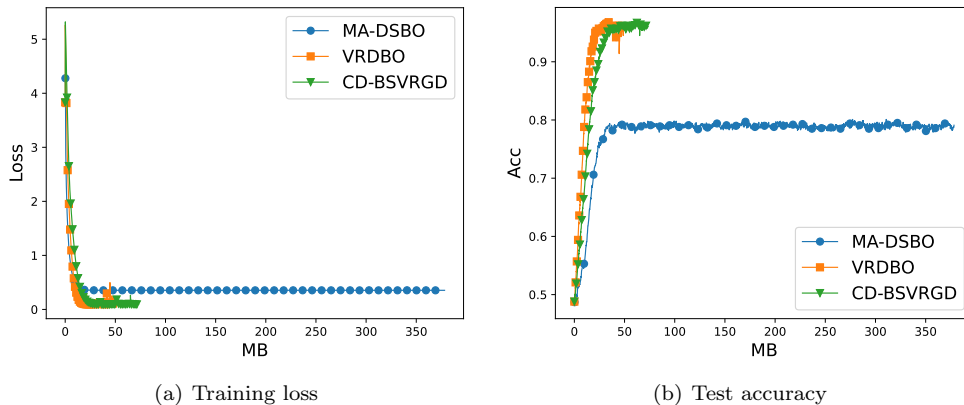 5
4
3
2
1
0
Loss
0
50
100
150
200
250
300
350
MB
MA-DSBO
VRDBO
CD-BSVRGD
(a) Training loss
0.9
0.8
0.7
0.6
0.5
Acc
0
50
100
150
200
250
300
350
MB
MA-DSBO
VRDBO
CD-BSVRGD
(b) Test accuracy